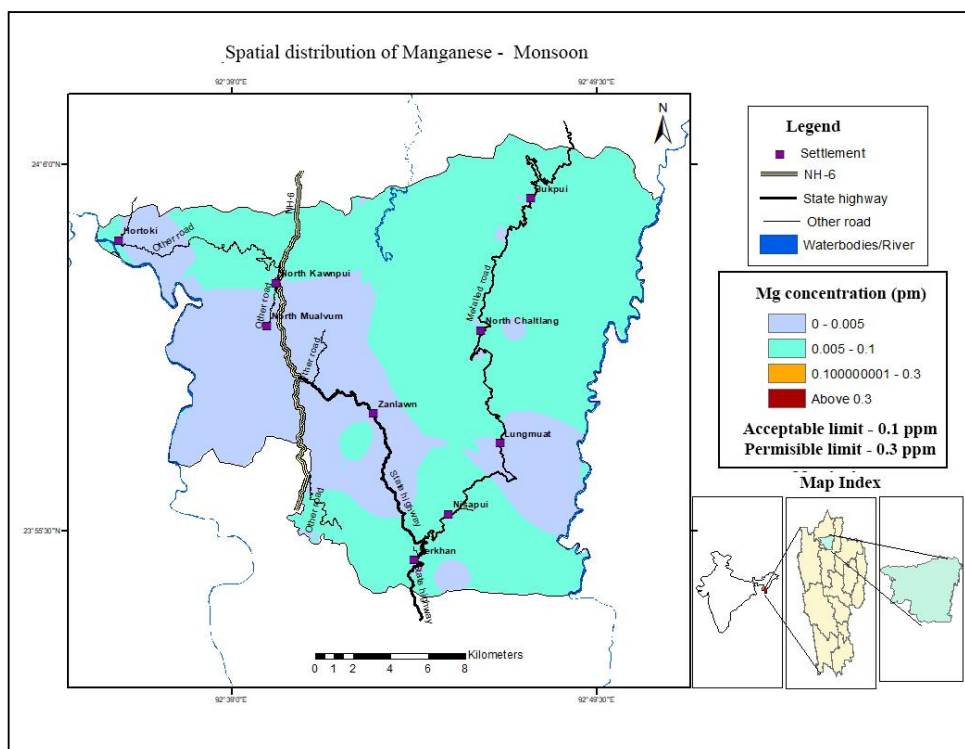 Spatial distribution of Manganese - Monsoon
92°39'0"E
92°49'30"E
N
24°6'0"N
23°55'30"N
NH-6
Bukpui
Hortoki
Other road
North Kawnpui
Other road
North Mualvum
Metalled road
North Chaltlang
Zanlawn
Lungmuat
State highway
Nisapui
Other road
State highway
Kilometers
0 1 2 4 6 8
92°39'0"E
92°49'30"E
Legend
Settlement
NH-6
State highway
Other road
Waterbodies/River
Mg concentration (pm)
0 - 0.005
0.005 - 0.1
0.100000001 - 0.3
Above 0.3
Acceptable limit - 0.1 ppm
Permisible limit - 0.3 ppm
Map Index